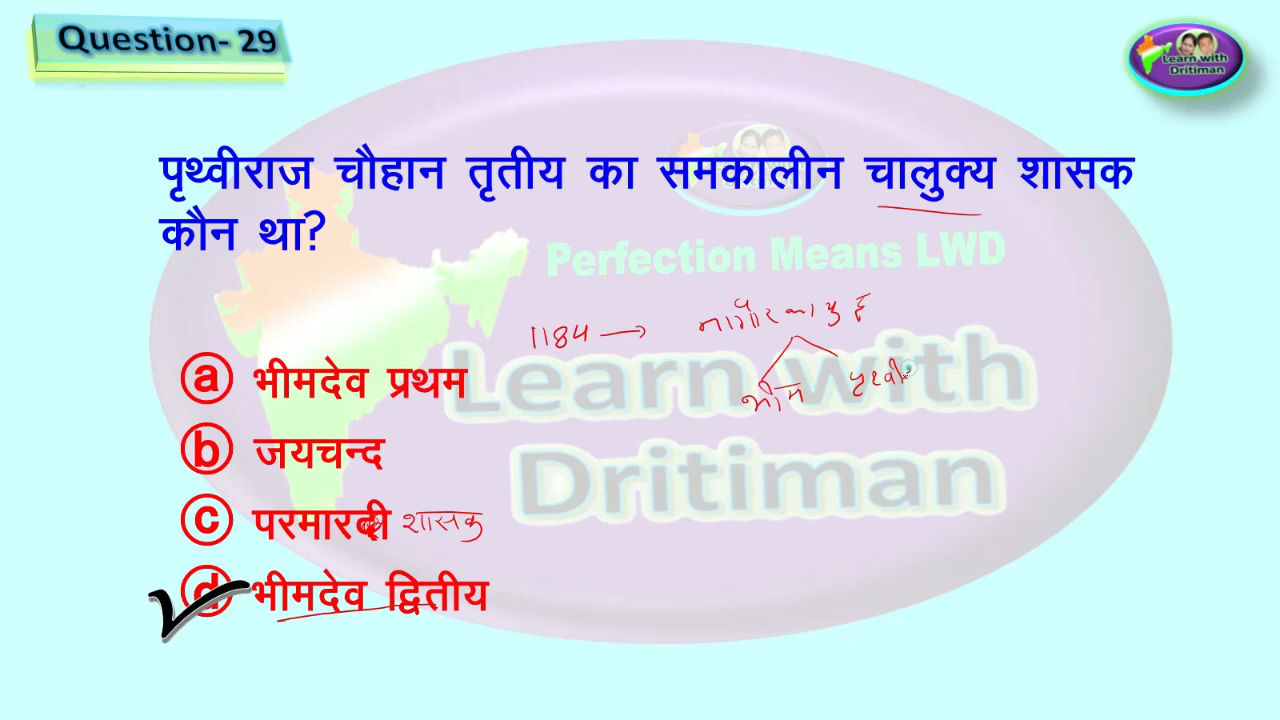 Question- 29
Learn with
Dritiman
पृथ्वीराज चौहान तृतीय का समकालीन चालुक्य शासक
कौन था?
Perfection Means LWD
1184 → नागौर का युद्ध
भीम पृथ्वी
Learn with
Dritiman
ⓐ भीमदेव प्रथम
ⓑ जयचन्द
ⓒ परमारदी शासक
ⓓ भीमदेव द्वितीय